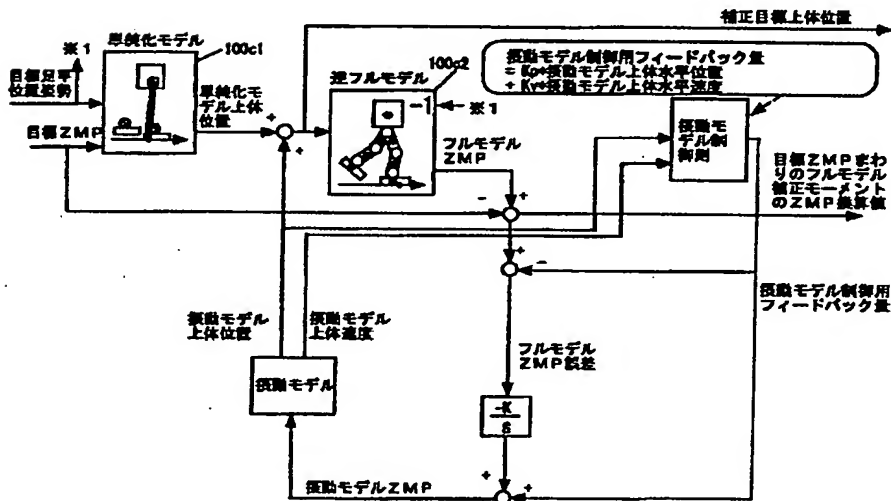 補正目標上体位置
※1
単純化モデル
100c1
目標足平
位置姿勢
目標ZMP
単純化モ
デル上体
位置
+
+
逆フルモデル
100c2
-1
※1
フルモデル
ZMP
摂動モデル制御用フィードバック量
= Kp*摂動モデル上体水平位置
+ Kv*摂動モデル上体水平速度
摂動モ
デル制
御則
目標ZMPまわ
りのフルモデル
補正モーメント
のZMP換算値
-
+
+
-
摂動モデル
上体位置
摂動モデル
上体速度
摂動モデル制御用
フィードバック量
フルモデル
ZMP誤差
摂動モデル
-K
S
+
+
摂動モデルZMP